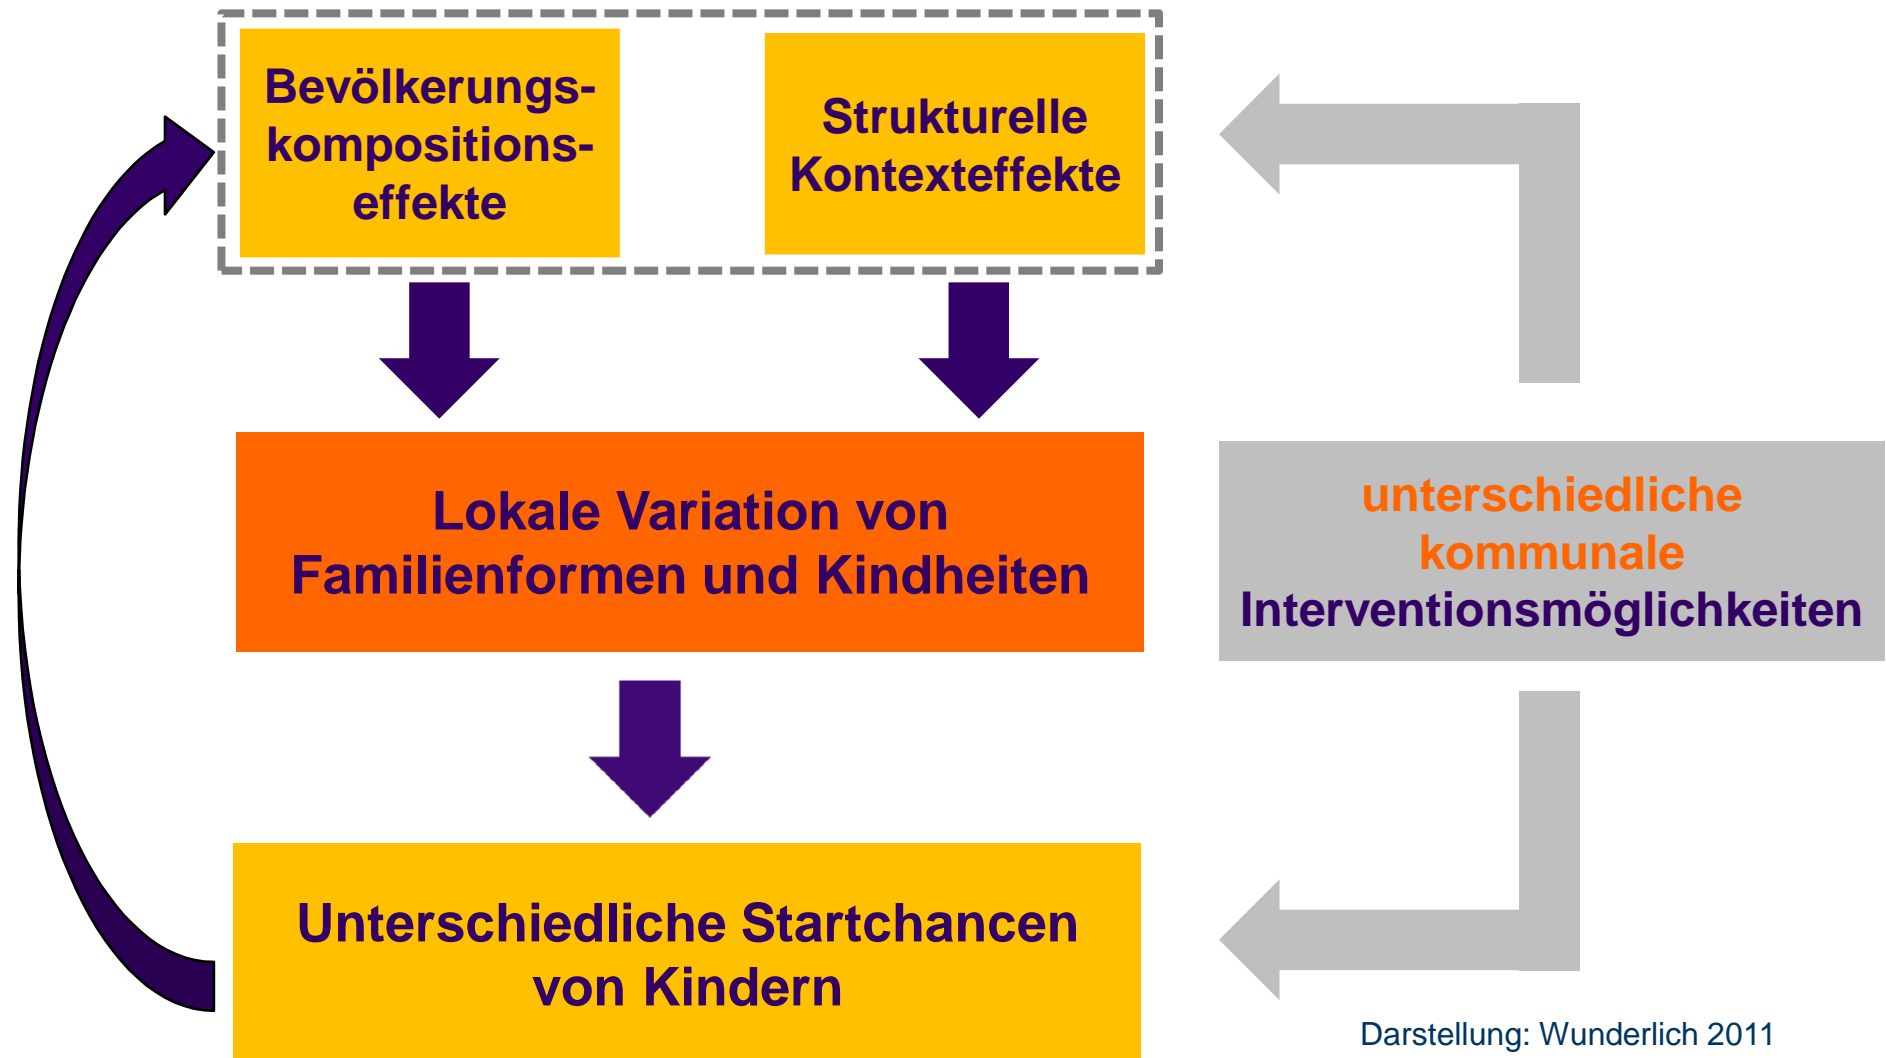 Bevölkerungs-
kompositions-
effekte
Strukturelle
Kontexteffekte
Lokale Variation von
Familienformen und Kindheiten
unterschiedliche
kommunale
Interventionsmöglichkeiten
Unterschiedliche Startchancen
von Kindern
Darstellung: Wunderlich 2011